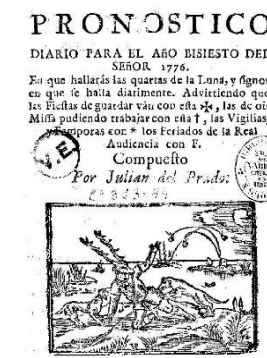 PRONOSTICO
DIARIO PARA EL Año BISIESTO DEL
SEñOR 1776.
En que hallarás las quartas de la Luna, y signos
en que ſe halla diarimente. Advirtiendo que
las Fieſtas de guardar ván con eſta ✠, las de oir
Miſſa pudiendo trabajar con eſta †, las Vigilias,
y Temporas con * los Feriados de la Real
Audiencia con F.
Compueſto
Por Julian del Prado:
V.E.